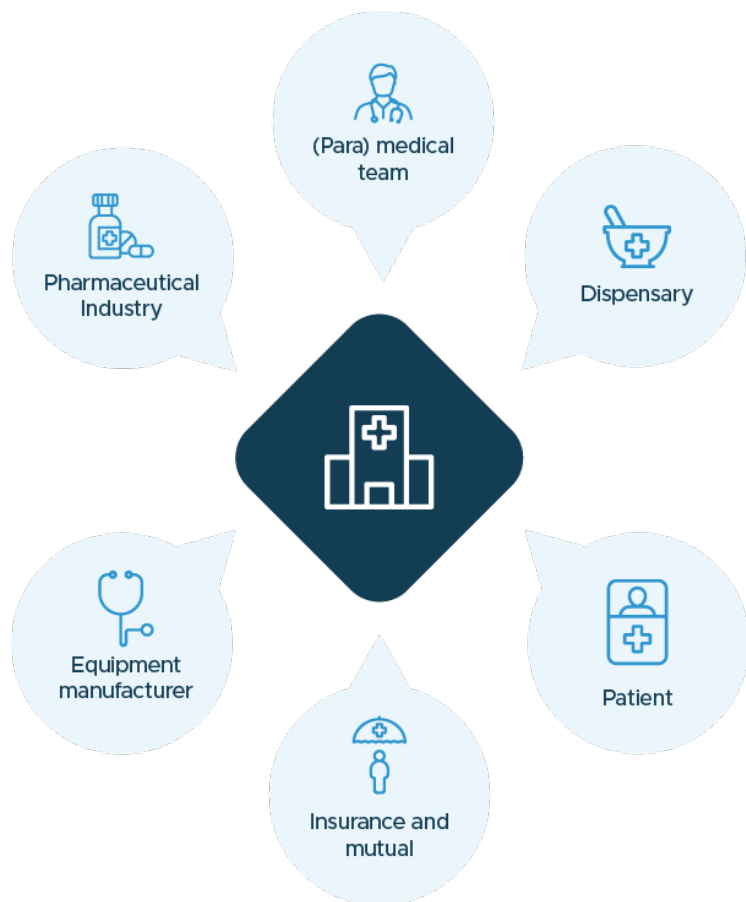 (Para) medical
team
Pharmaceutical
Industry
Dispensary
Equipment
manufacturer
Patient
Insurance and
mutual